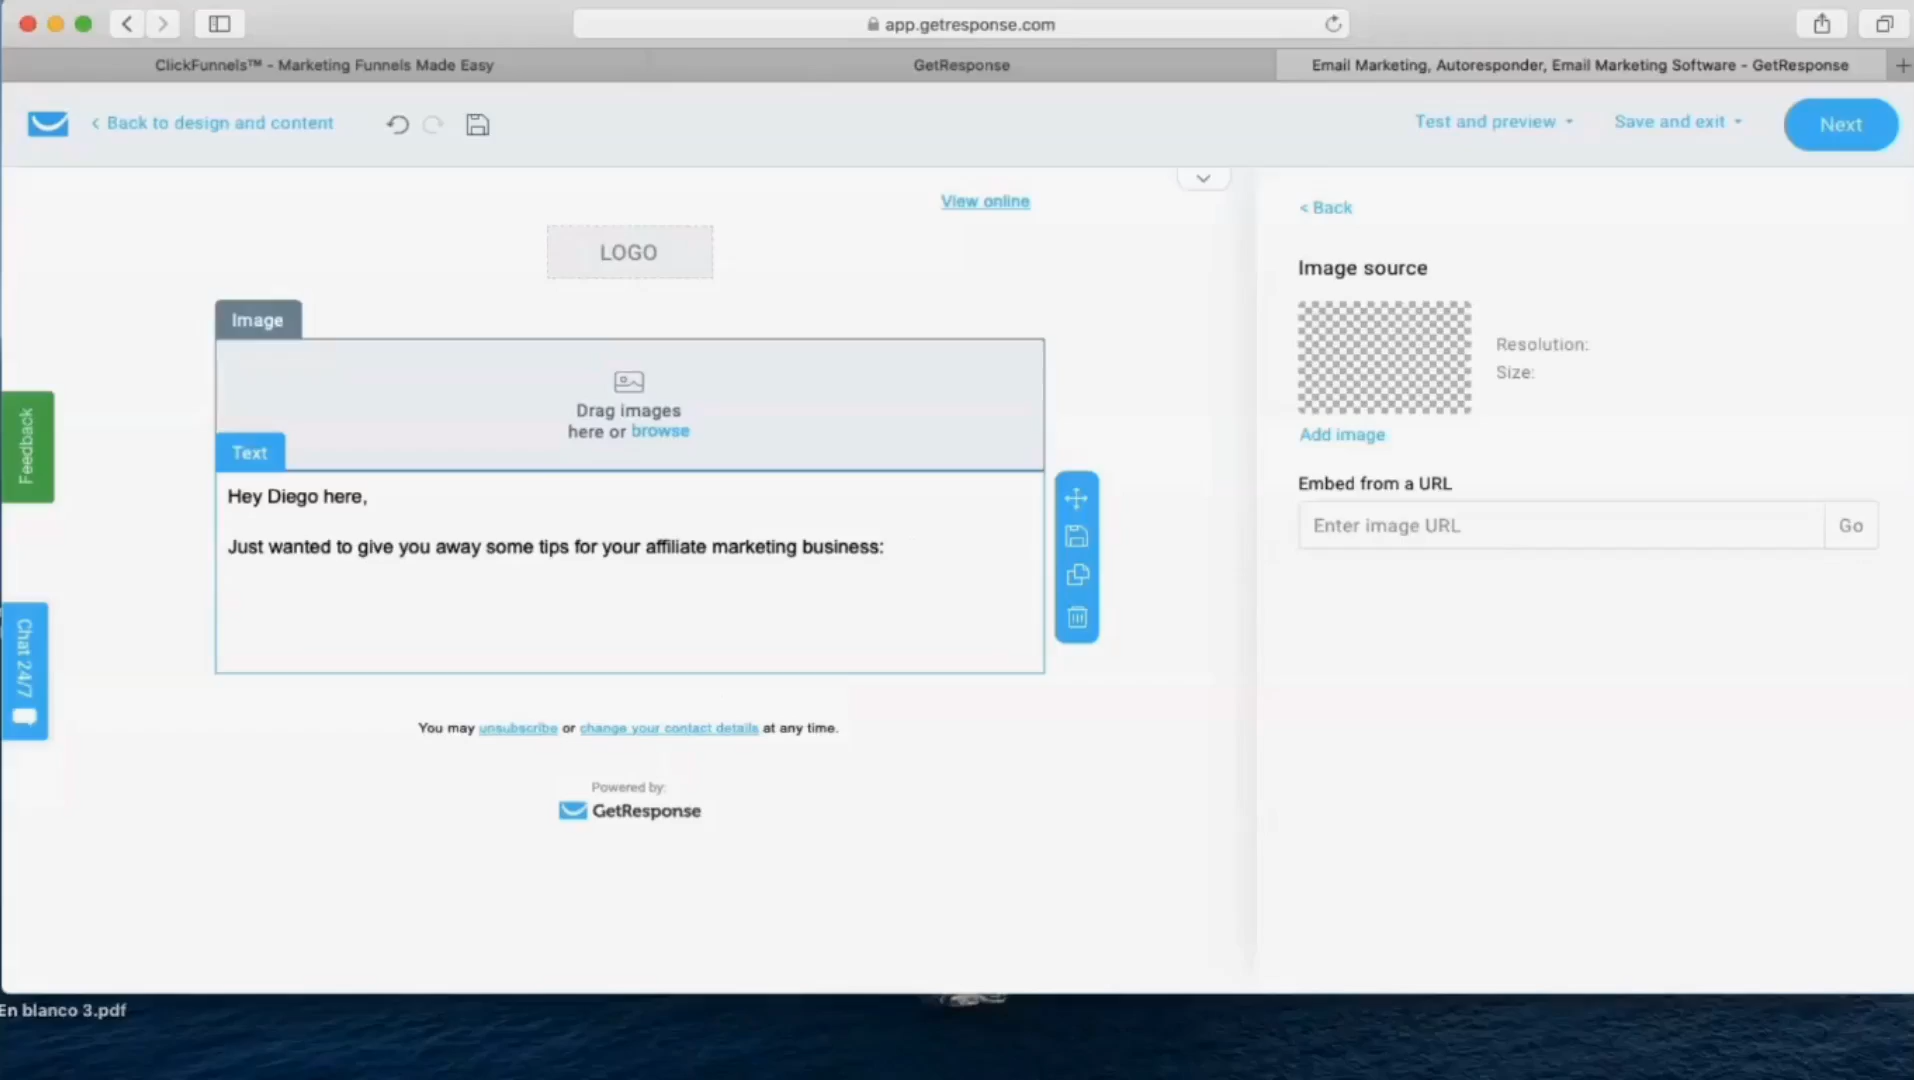 app.getresponse.com
ClickFunnels™ - Marketing Funnels Made Easy
GetResponse
Email Marketing, Autoresponder, Email Marketing Software - GetResponse
< Back to design and content
Test and preview
Save and exit
Next
View online
LOGO
Image
Drag images
here or browse
Text
Hey Diego here,
Just wanted to give you away some tips for your affiliate marketing business:
You may unsubscribe or change your contact details at any time.
Powered by:
GetResponse
Feedback
Chat 24/7
< Back
Image source
Resolution:
Size:
Add image
Embed from a URL
Enter image URL
Go
En blanco 3.pdf